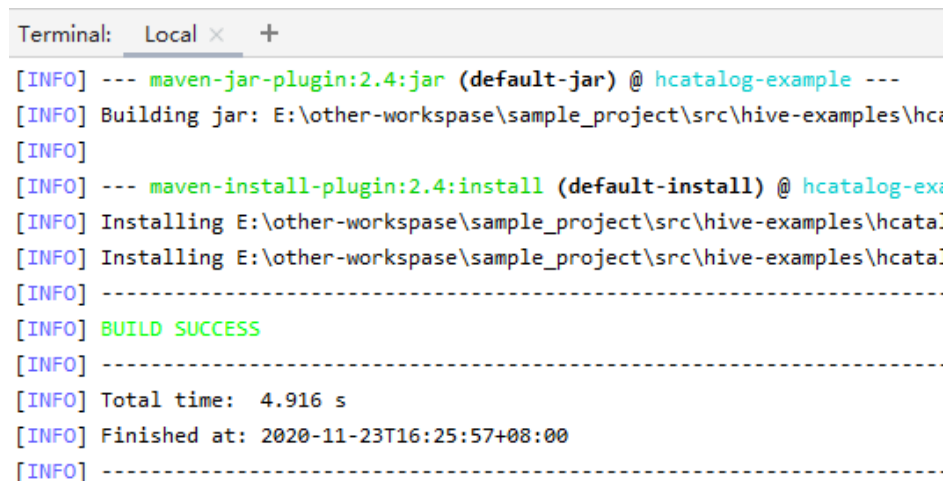 Terminal: Local × +
[INFO] --- maven-jar-plugin:2.4:jar (default-jar) @ hcatalog-example ---
[INFO] Building jar: E:\other-workspase\sample_project\src\hive-examples\hca
[INFO]
[INFO] --- maven-install-plugin:2.4:install (default-install) @ hcatalog-exa
[INFO] Installing E:\other-workspase\sample_project\src\hive-examples\hcatal
[INFO] Installing E:\other-workspase\sample_project\src\hive-examples\hcatal
[INFO] ------------------------------------------------------------------------
[INFO] BUILD SUCCESS
[INFO] ------------------------------------------------------------------------
[INFO] Total time:  4.916 s
[INFO] Finished at: 2020-11-23T16:25:57+08:00
[INFO] ------------------------------------------------------------------------